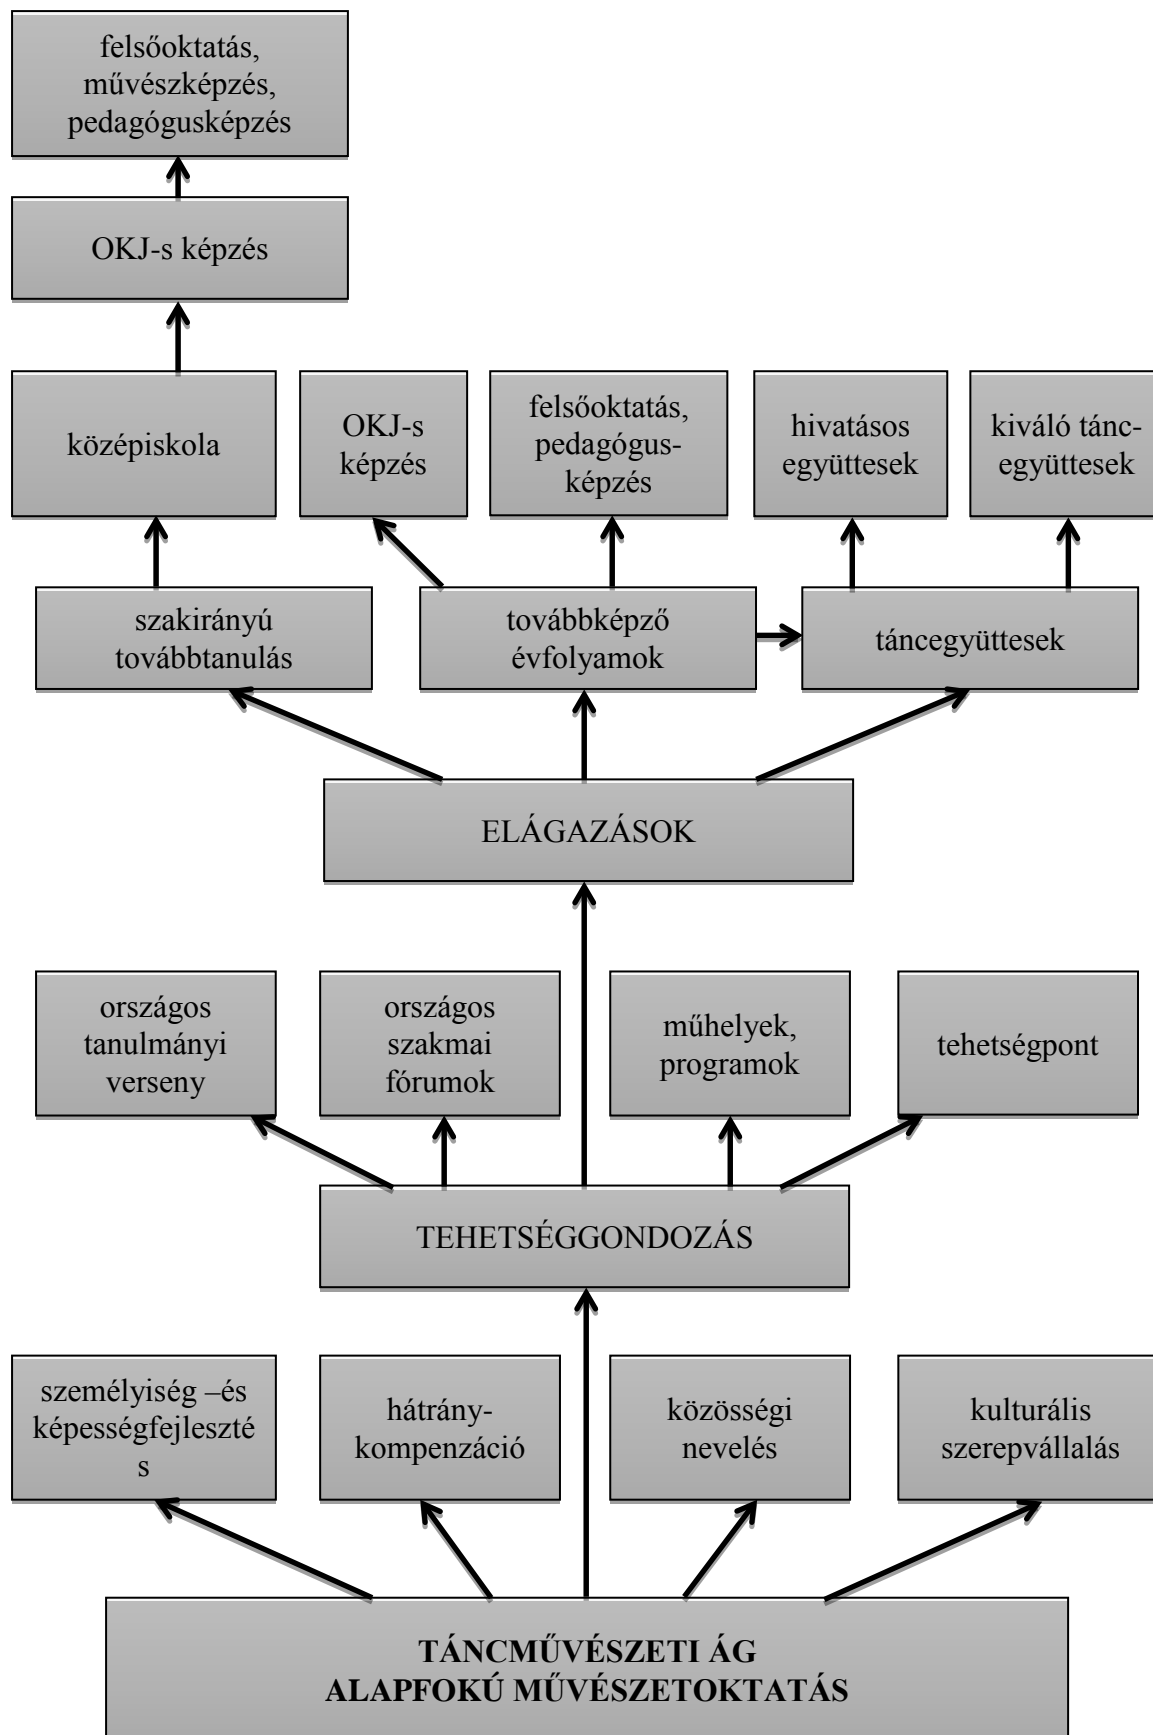 felsőoktatás,
művészképzés,
pedagógusképzés
OKJ-s képzés
középiskola
OKJ-s
képzés
felsőoktatás,
pedagógus-
képzés
hivatásos
együttesek
kiváló tánc-
együttesek
szakirányú
továbbtanulás
továbbképző
évfolyamok
táncegyüttesek
ELÁGAZÁSOK
országos
tanulmányi
verseny
országos
szakmai
fórumok
műhelyek,
programok
tehetségpont
TEHETSÉGGONDOZÁS
személyiség –és
képességfejleszté
s
hátrány-
kompenzáció
közösségi
nevelés
kulturális
szerepvállalás
TÁNCMŰVÉSZETI ÁG
ALAPFOKÚ MŰVÉSZETOKTATÁS